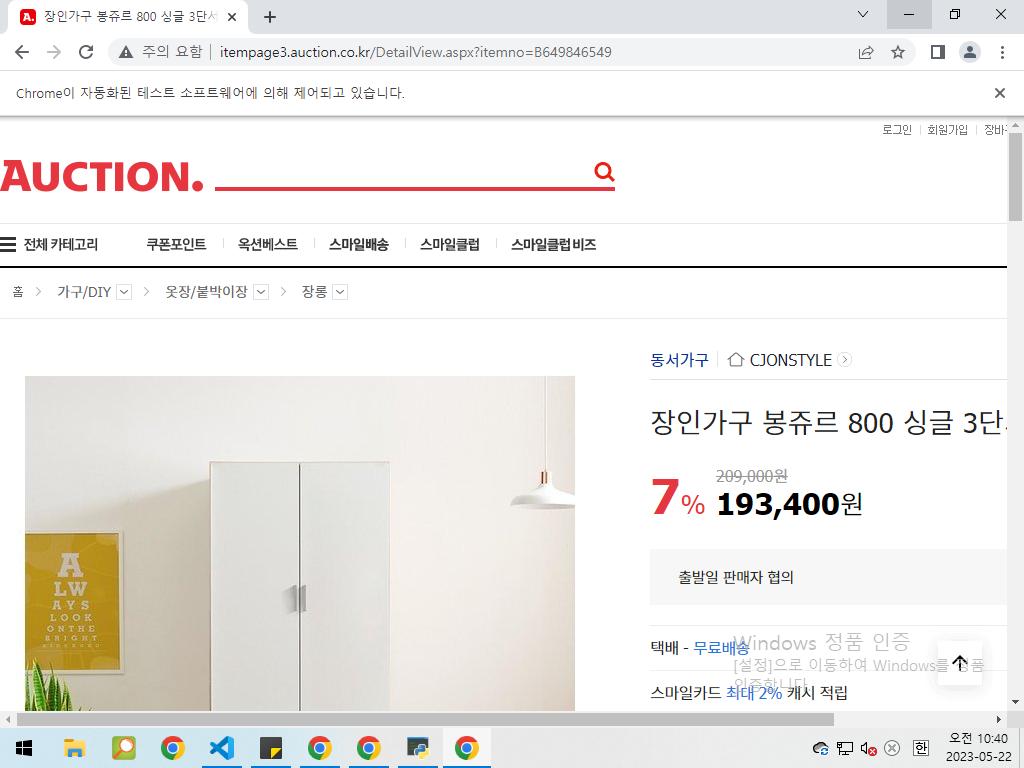 장인가구 봉쥬르 800 싱글 3단
주의 요함
itempage3.auction.co.kr/DetailView.aspx?itemno=B649846549
Chrome이 자동화된 테스트 소프트웨어에 의해 제어되고 있습니다.
로그인 회원가입 장바
AUCTION.
전체 카테고리 쿠폰포인트 옥션베스트 스마일배송 스마일클럽 스마일클럽 비즈
홈 가구/DIY 옷장/붙박이장 장롱
동서가구 CJONSTYLE
장인가구 봉쥬르 800 싱글 3단
209,000원
7% 193,400원
A
LW
AYS
LOOK
ON THE
BRIGHT
출발일 판매자 협의
택배 - 무료배송
Windows 정품 인증
[설정]으로 이동하여 Windows를 정품
인증합니다.
스마일카드 최대 2% 캐시 적립
한
오전 10:40
2023-05-22